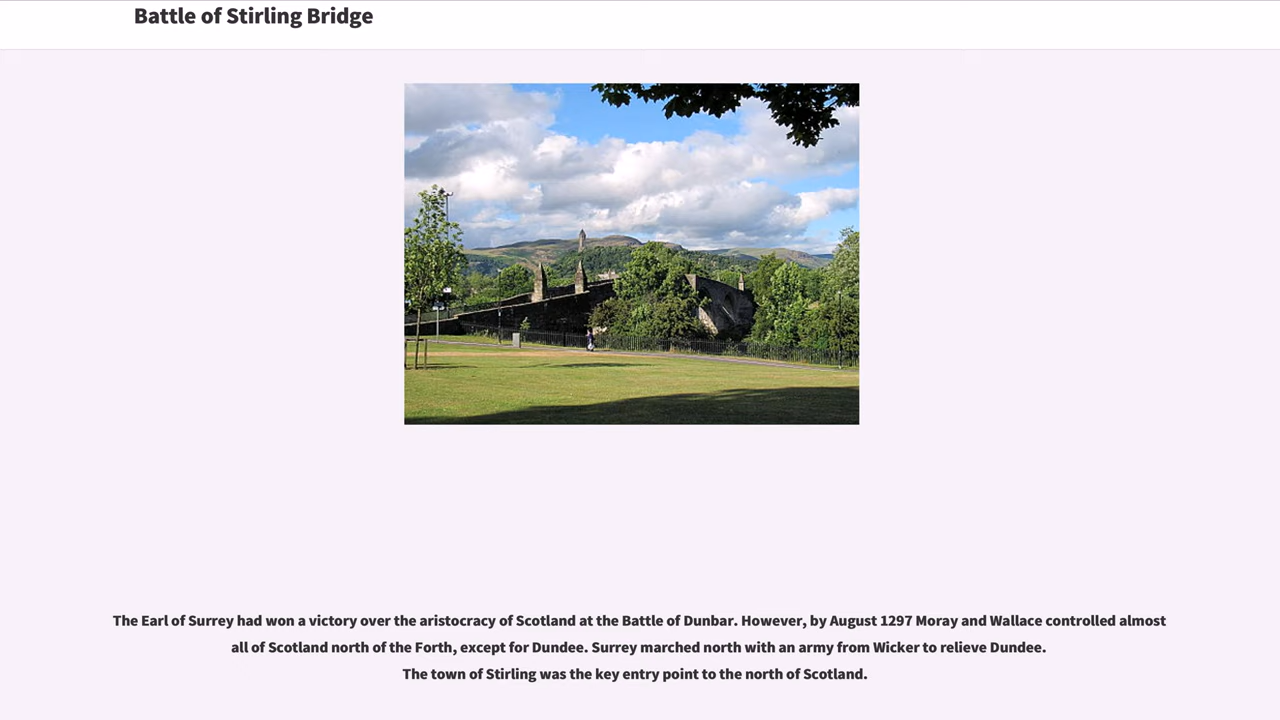 Battle of Stirling Bridge
The Earl of Surrey had won a victory over the aristocracy of Scotland at the Battle of Dunbar. However, by August 1297 Moray and Wallace controlled almost
all of Scotland north of the Forth, except for Dundee. Surrey marched north with an army from Wicker to relieve Dundee.
The town of Stirling was the key entry point to the north of Scotland.